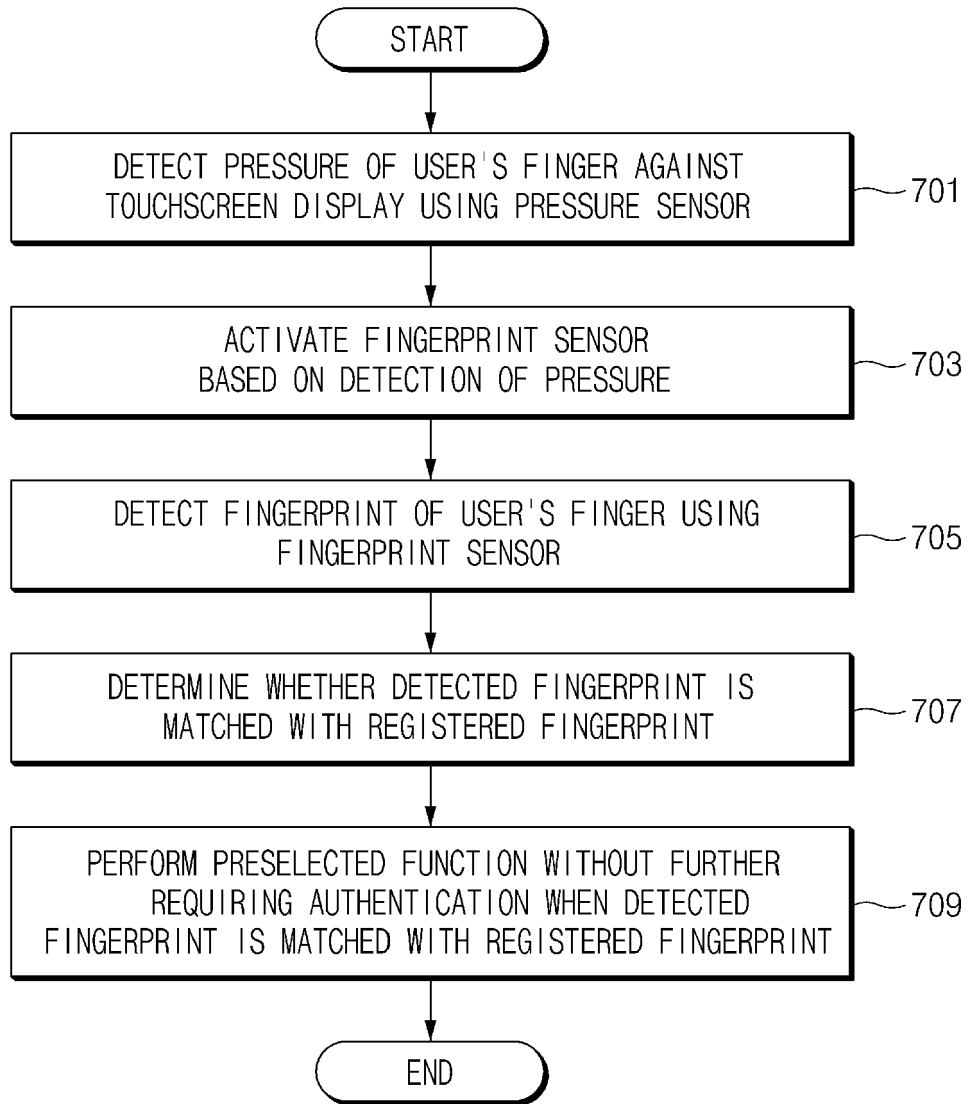 START
DETECT PRESSURE OF USER'S FINGER AGAINST
TOUCHSCREEN DISPLAY USING PRESSURE SENSOR
701
ACTIVATE FINGERPRINT SENSOR
BASED ON DETECTION OF PRESSURE
703
DETECT FINGERPRINT OF USER'S FINGER USING
FINGERPRINT SENSOR
705
DETERMINE WHETHER DETECTED FINGERPRINT IS
MATCHED WITH REGISTERED FINGERPRINT
707
PERFORM PRESELECTED FUNCTION WITHOUT FURTHER
REQUIRING AUTHENTICATION WHEN DETECTED
FINGERPRINT IS MATCHED WITH REGISTERED FINGERPRINT
709
END